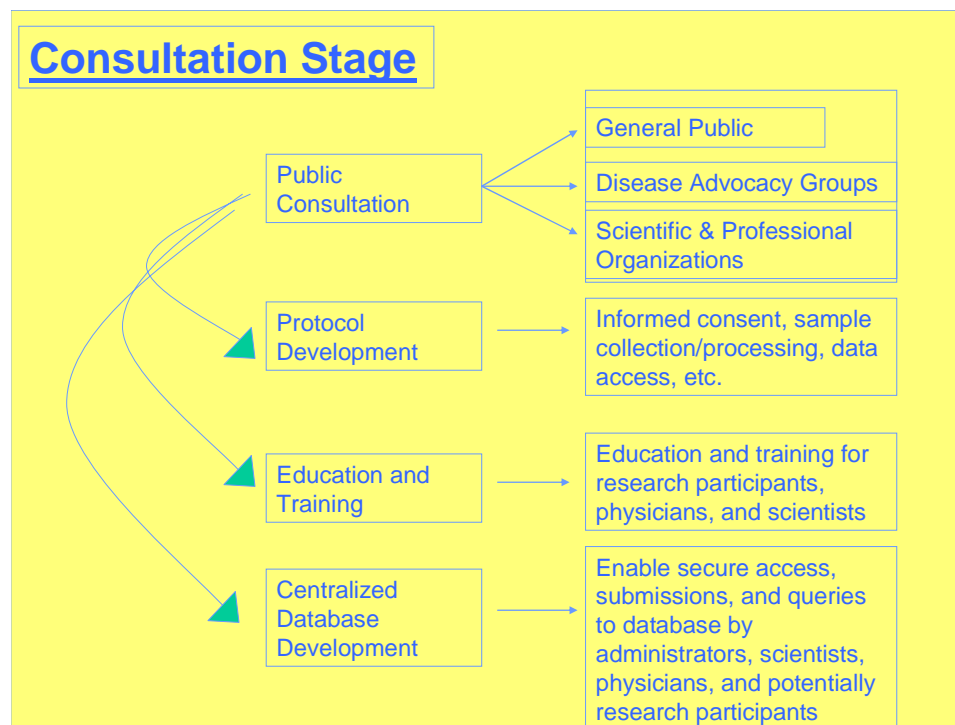 Consultation Stage
Public
Consultation
General Public
Disease Advocacy Groups
Scientific & Professional
Organizations
Protocol
Development
Informed consent, sample
collection/processing, data
access, etc.
Education and
Training
Education and training for
research participants,
physicians, and scientists
Centralized
Database
Development
Enable secure access,
submissions, and queries
to database by
administrators, scientists,
physicians, and potentially
research participants